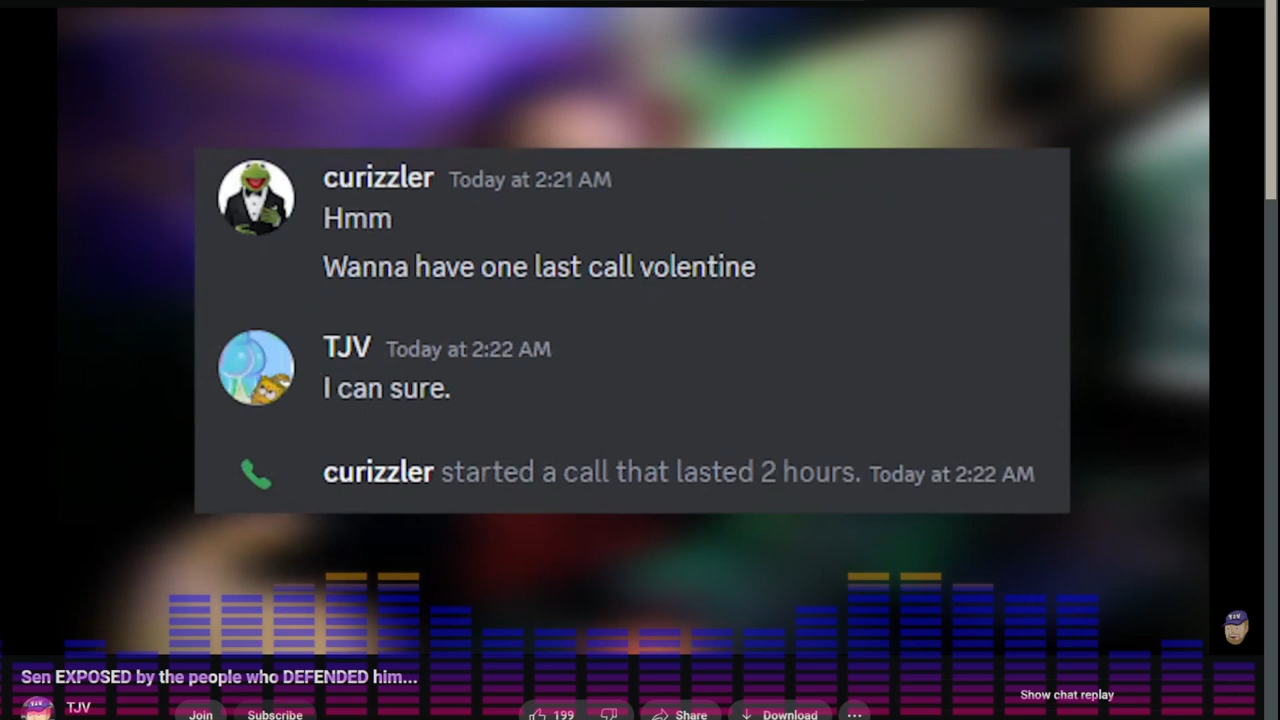 curizzler Today at 2:21 AM
Hmm
Wanna have one last call volentine
TJV Today at 2:22 AM
I can sure.
curizzler started a call that lasted 2 hours. Today at 2:22 AM
TJV
Sen EXPOSED by the people who DEFENDED him...
Show chat replay
TJV
TJV
Join Subscribe 199 Share Download ...